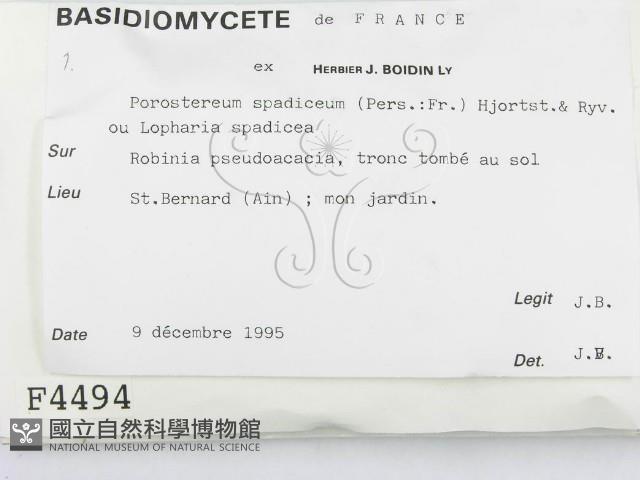 BASIDIOMYCETE de FRANCE
1.
ex HERBIER J. BOIDIN LY
Porostereum spadiceum (Pers.:Fr.) Hjortst.& Ryv.
ou Lopharia spadicea
Sur Robinia pseudoacacia, tronc tombé au sol
Lieu St.Bernard (Ain) ; mon jardin.
Legit J.B.
Date 9 décembre 1995
Det. J.B.
F4494
國立自然科學博物館
NATIONAL MUSEUM OF NATURAL SCIENCE